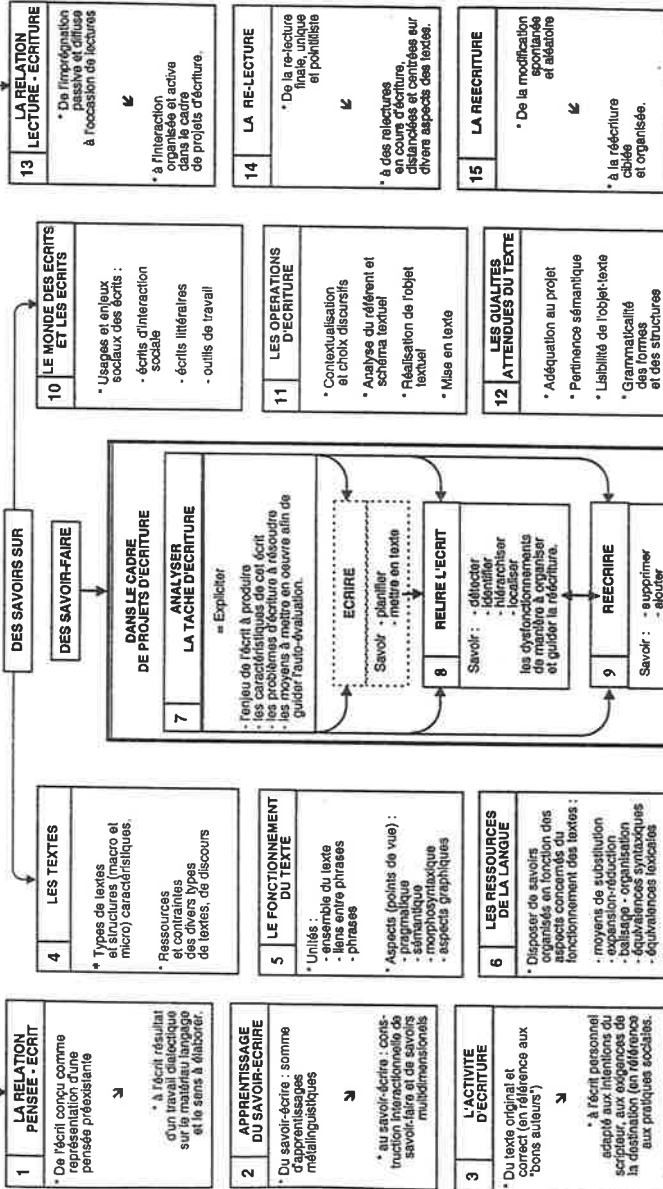 DES SAVOIRS SUR
DES SAVOIR-FAIRE
1
LA RELATION
PENSEE - ECRIT
* De l'écrit conçu comme
représentation d'une
pensée préexistante
* à l'écrit résultat
d'un travail dialectique
sur le matériau langage
et le sens à élaborer.
2
APPRENTISSAGE
DU SAVOIR-ECRIRE
* Du savoir-écrire : somme
d'apprentissages
métalinguistiques
* au savoir-écrire : cons-
truction interactionnelle de
savoir-faire et de savoirs
multidimensionels
3
L'ACTIVITE
D'ECRITURE
* Du texte original et
correct (en référence aux
"bons auteurs")
* à l'écrit personnel
adapté aux intentions du
scripteur, aux exigences de
la destination (en référence
aux pratiques sociales.
4
LES TEXTES
* Types de textes
et structures (macro et
micro) caractéristiques.
* Ressources
et contraintes
des divers types
de textes, de discours
5
LE FONCTIONNEMENT
DU TEXTE
* Unités :
- ensemble du texte
- liens entre phrases
- phrases
* Aspects (points de vue) :
- pragmatique
- sémantique
- morphosyntaxique
- aspects graphiques
6
LES RESSOURCES
DE LA LANGUE
* Disposer de savoirs
organisés en fonction des
aspects concernés du
fonctionnement des textes :
- moyens de substitution
- expansion-réduction
- balisage - organisation
- équivalences syntaxiques
- équivalences lexicales
DANS LE CADRE
DE PROJETS D'ECRITURE
7
ANALYSER
LA TACHE D'ECRITURE
= Expliciter
- l'enjeu de l'écrit à produire
- les caractéristiques de cet écrit
- les problèmes d'écriture à résoudre
- les moyens à mettre en oeuvre afin de
guider l'auto-évaluation.
ECRIRE
Savoir - planifier
- mettre en texte
8
RELIRE L'ECRIT
Savoir : - détecter
- identifier
- hiérarchiser
- localiser
les dysfonctionnements
de manière à organiser
et guider la réécriture.
9
REECRIRE
Savoir : - supprimer
- ajouter
10
LE MONDE DES ECRITS
ET LES ECRITS
* Usages et enjeux
sociaux des écrits :
- écrits d'interaction
sociale
- écrits littéraires
- outils de travail
11
LES OPERATIONS
D'ECRITURE
* Contextualisation
et choix discursifs
* Analyse du référent et
schéma textuel
* Réalisation de l'objet
textuel
* Mise en texte
12
LES QUALITES
ATTENDUES DU TEXTE
* Adéquation au projet
* Pertinence sémantique
* Lisibilité de l'objet-texte
* Grammaticalité
des formes
et des structures
13
LA RELATION
LECTURE - ECRITURE
* De l'imprégnation
passive et diffuse
à l'occasion de lectures
* à l'interaction
organisée et active
dans le cadre
de projets d'écriture.
14
LA RE-LECTURE
* De la re-lecture
finale, unique
et pointilliste
* à des relectures
en cours d'écriture,
distanciées et centrées sur
divers aspects des textes.
15
LA REECRITURE
* De la modification
spontanée
et aléatoire
* à la réécriture
ciblée
et organisée.